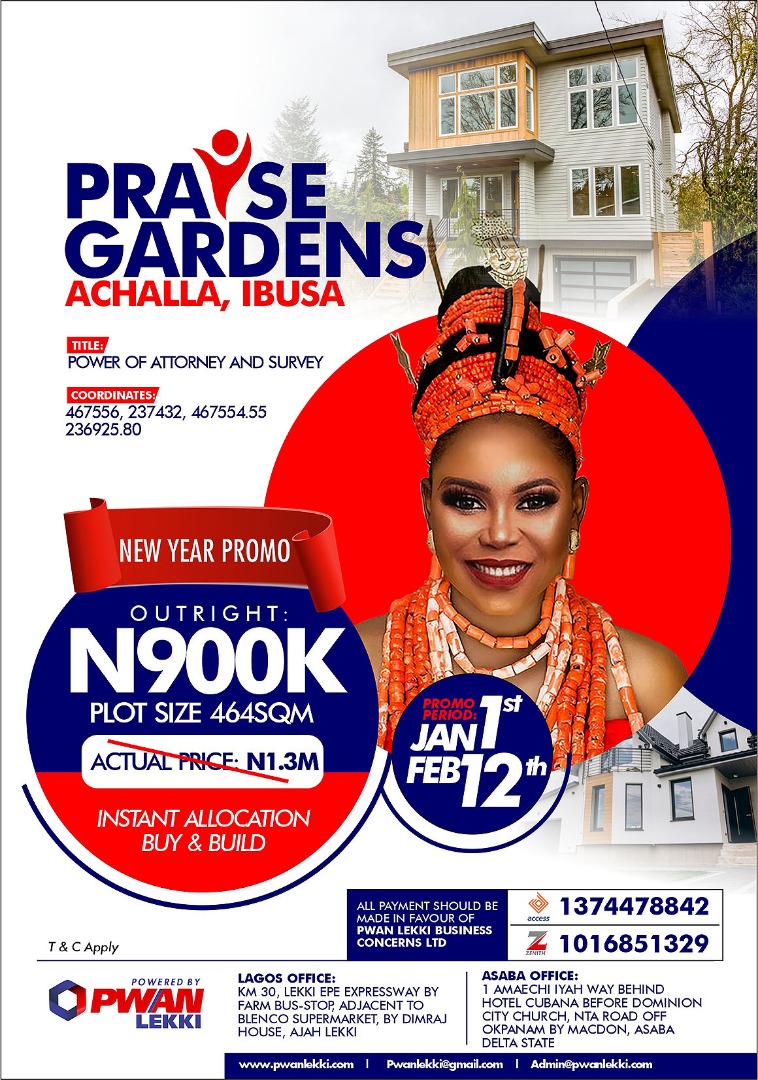 PRAYSE
GARDENS
ACHALLA, IBUSA
TITLE:
POWER OF ATTORNEY AND SURVEY
COORDINATES:
467556, 237432, 467554.55
236925.80
NEW YEAR PROMO
OUTRIGHT:
N900K
PLOT SIZE 464SQM
ACTUAL PRICE: N1.3M
INSTANT ALLOCATION
BUY & BUILD
PROMO
PERIOD:
JAN 1st
FEB 12th
ALL PAYMENT SHOULD BE
MADE IN FAVOUR OF
PWAN LEKKI BUSINESS
CONCERNS LTD
access 1374478842
ZENITH 1016851329
T & C Apply
POWERED BY
PWAN
LEKKI
LAGOS OFFICE:
KM 30, LEKKI EPE EXPRESSWAY BY
FARM BUS-STOP, ADJACENT TO
BLENCO SUPERMARKET, BY DIMRAJ
HOUSE, AJAH LEKKI
ASABA OFFICE:
1 AMAECHI IYAH WAY BEHIND
HOTEL CUBANA BEFORE DOMINION
CITY CHURCH, NTA ROAD OFF
OKPANAM BY MACDON, ASABA
DELTA STATE
www.pwanlekki.com | Pwanlekki@gmail.com | Admin@pwanlekki.com